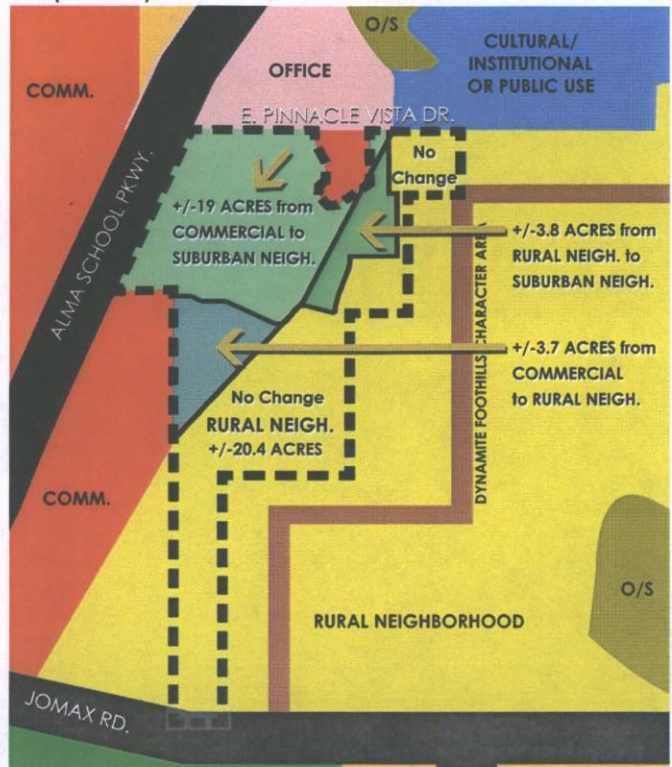 O/S
CULTURAL/
INSTITUTIONAL
OR PUBLIC USE
OFFICE
COMM.
E. PINNACLE VISTA DR.
No
Change
ALMA SCHOOL PKWY.
+/-19 ACRES from
COMMERCIAL to
SUBURBAN NEIGH.
+/-3.8 ACRES from
RURAL NEIGH. to
SUBURBAN NEIGH.
DYNAMITE FOOTHILLS CHARACTER AREA
+/-3.7 ACRES from
COMMERCIAL
to RURAL NEIGH.
No Change
RURAL NEIGH.
+/-20.4 ACRES
COMM.
O/S
RURAL NEIGHBORHOOD
JOMAX RD.